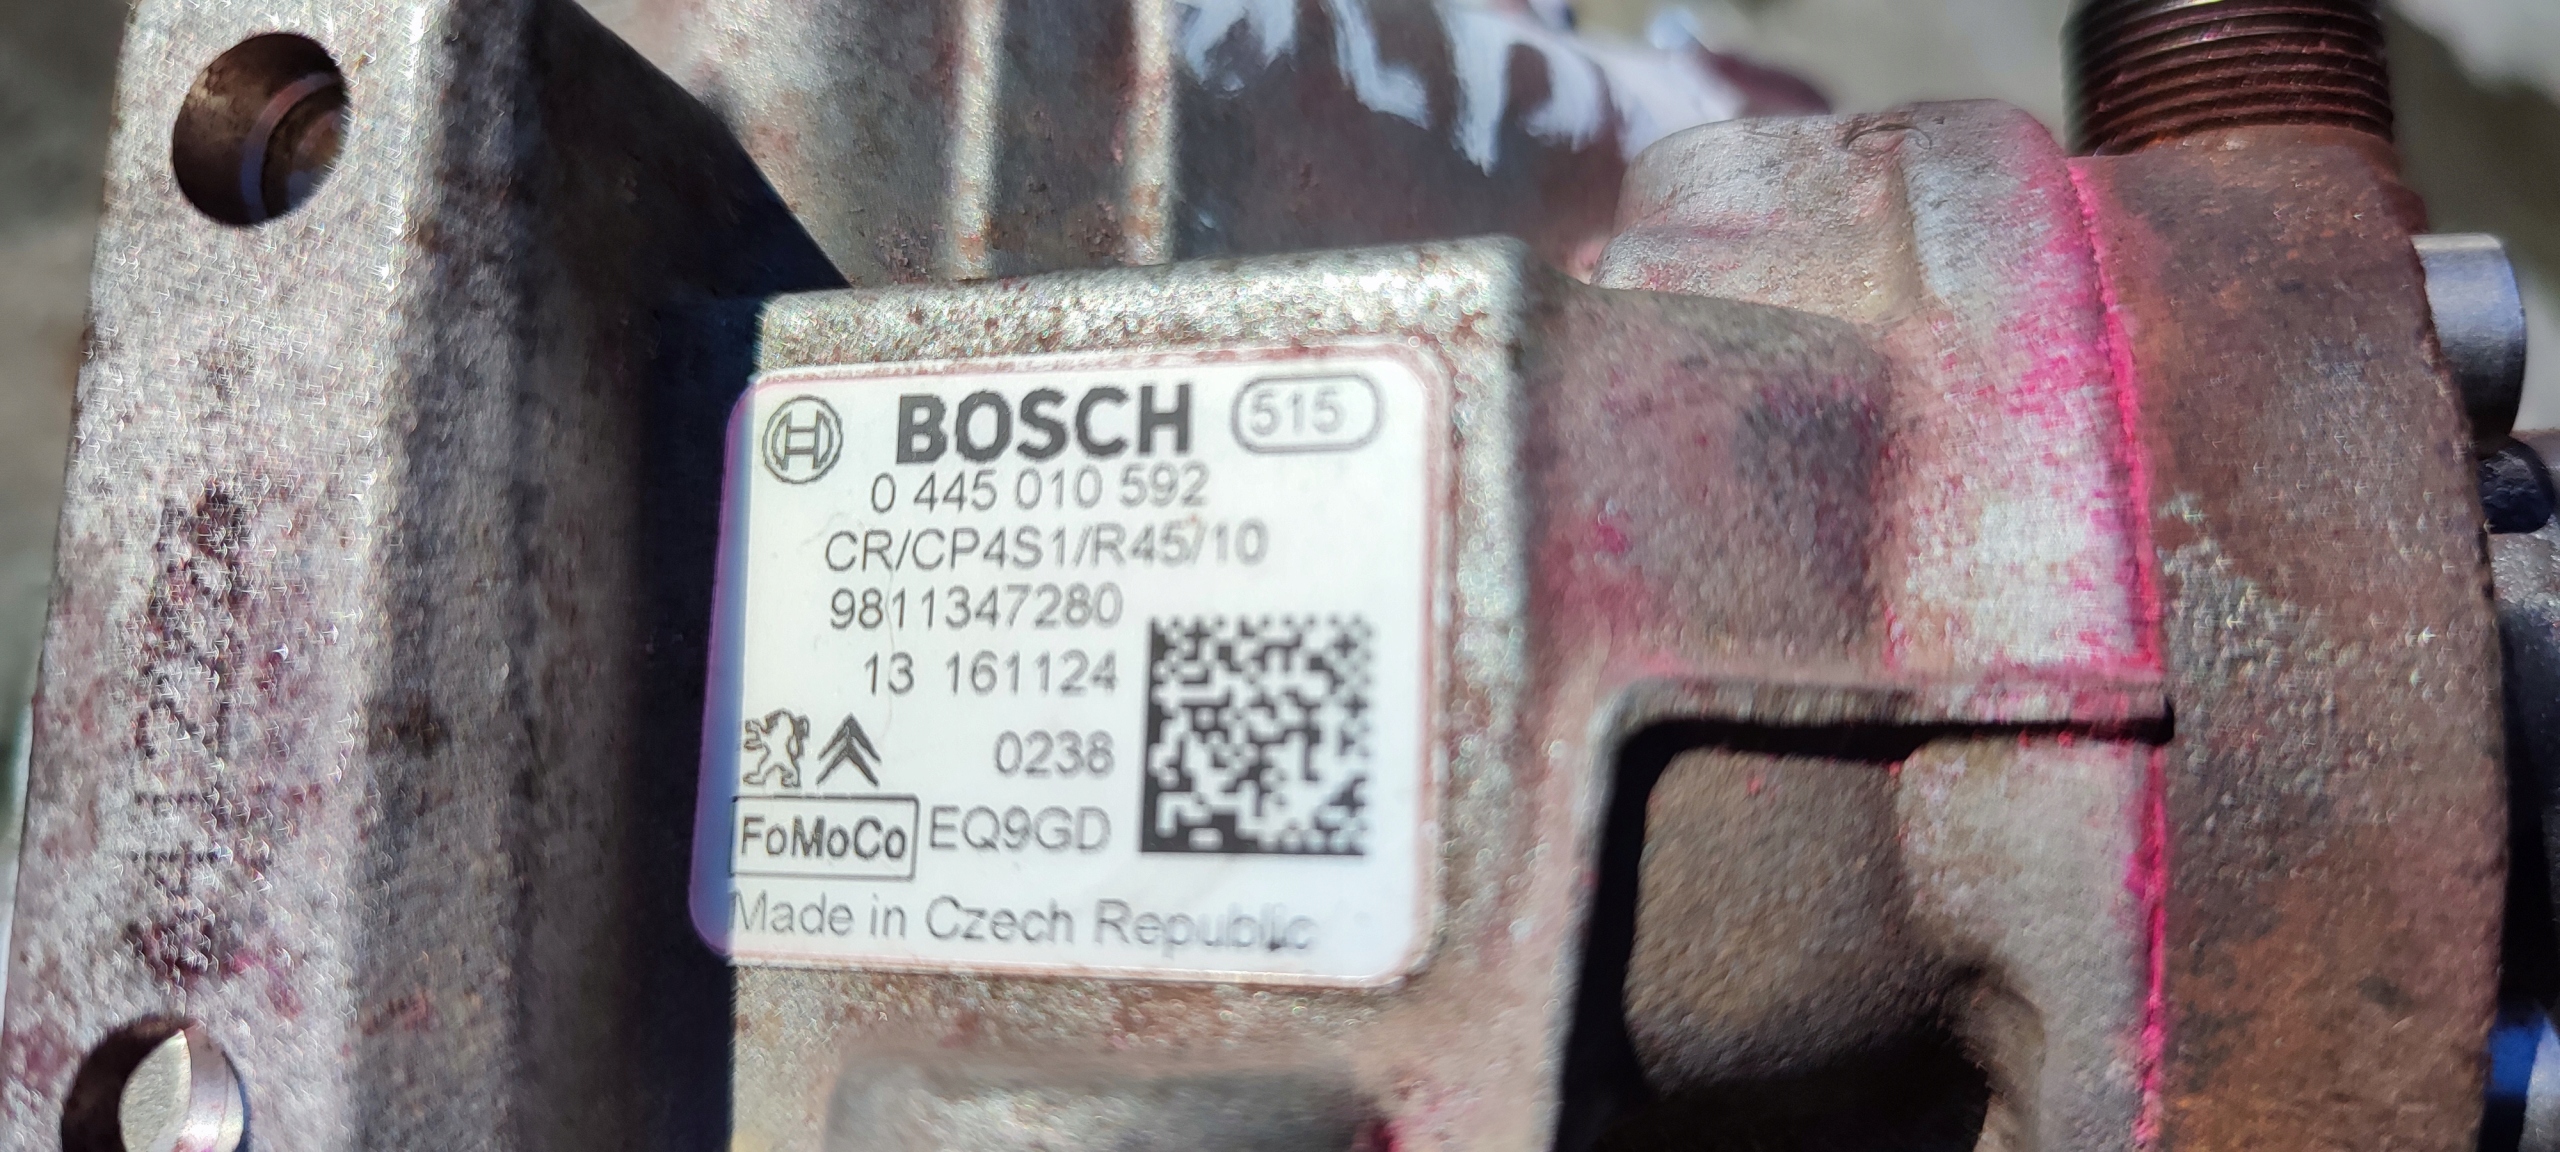 BOSCH 515
0 445 010 592
CR/CP4S1/R45/10
9811347280
13 161124
0238
FoMoCo EQ9GD
Made in Czech Republic